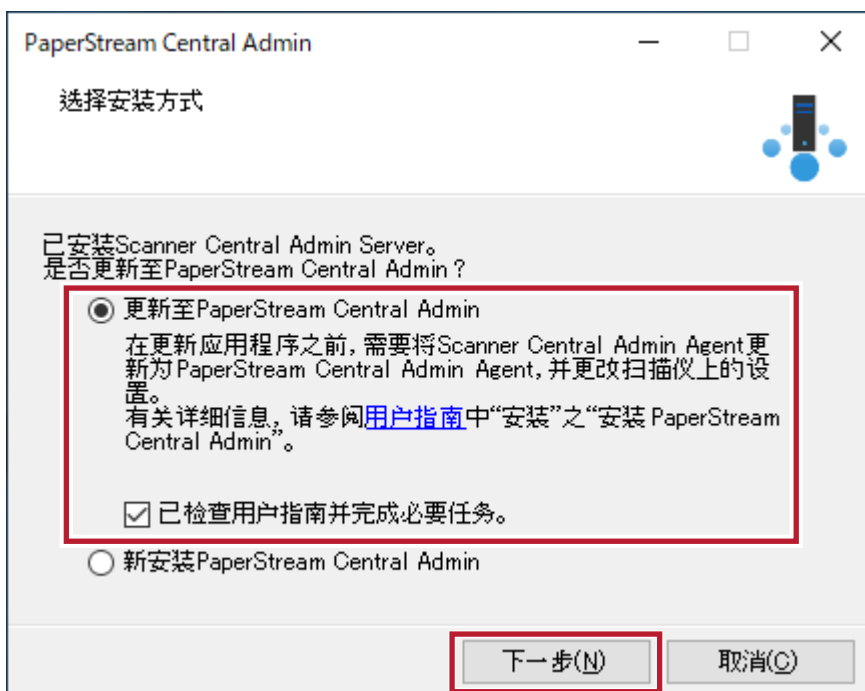 PaperStream Central Admin
选择安装方式
已安装Scanner Central Admin Server。
是否更新至PaperStream Central Admin？
更新至PaperStream Central Admin
在更新应用程序之前，需要将Scanner Central Admin Agent更
新为PaperStream Central Admin Agent，并更改扫描仪上的设
置。
有关详细信息，请参阅用户指南中“安装”之“安装 PaperStream
Central Admin”。
已检查用户指南并完成必要任务。
新安装PaperStream Central Admin
下一步(N)
取消(C)